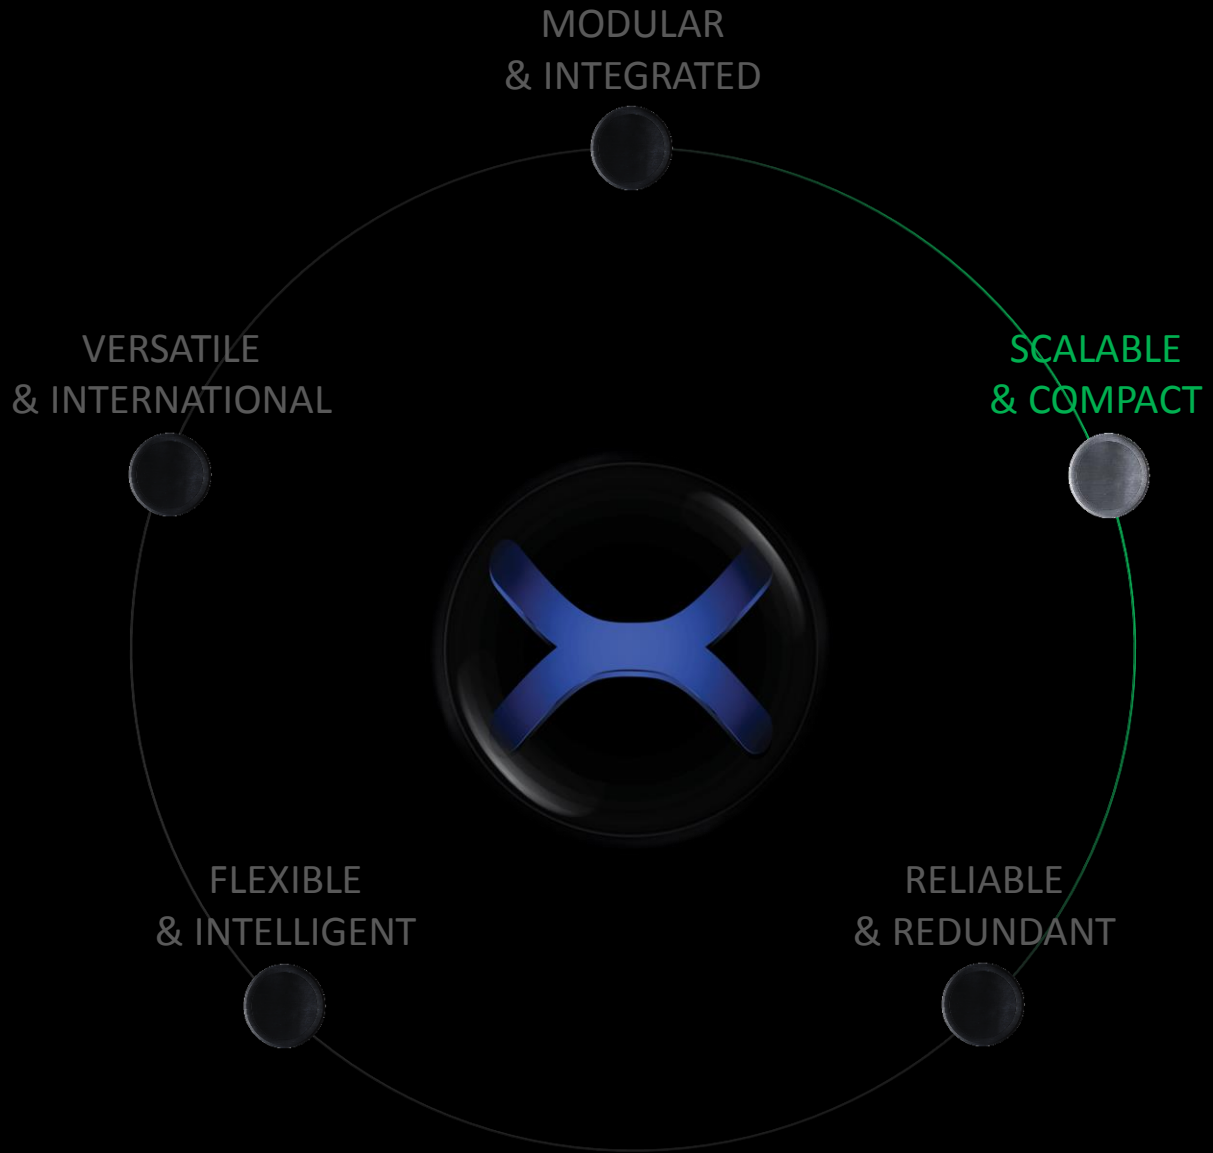 MODULAR
& INTEGRATED
VERSATILE
& INTERNATIONAL
SCALABLE
& COMPACT
FLEXIBLE
& INTELLIGENT
RELIABLE
& REDUNDANT